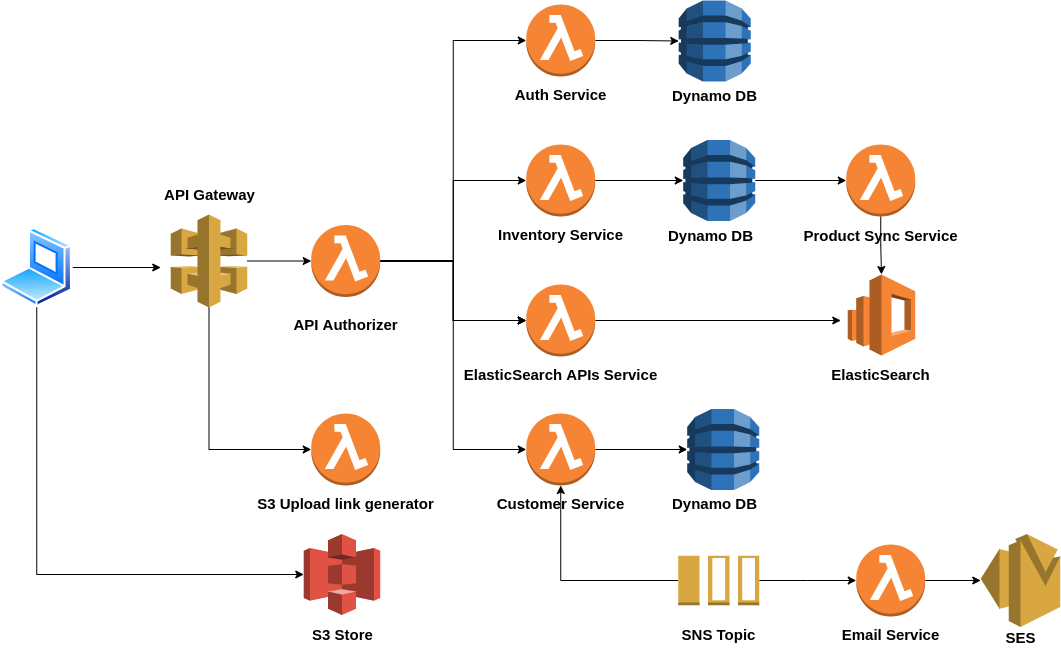 Auth Service
Dynamo DB
API Gateway
Inventory Service
Dynamo DB
Product Sync Service
API Authorizer
ElasticSearch APIs Service
ElasticSearch
S3 Upload link generator
Customer Service
Dynamo DB
S3 Store
SNS Topic
Email Service
SES